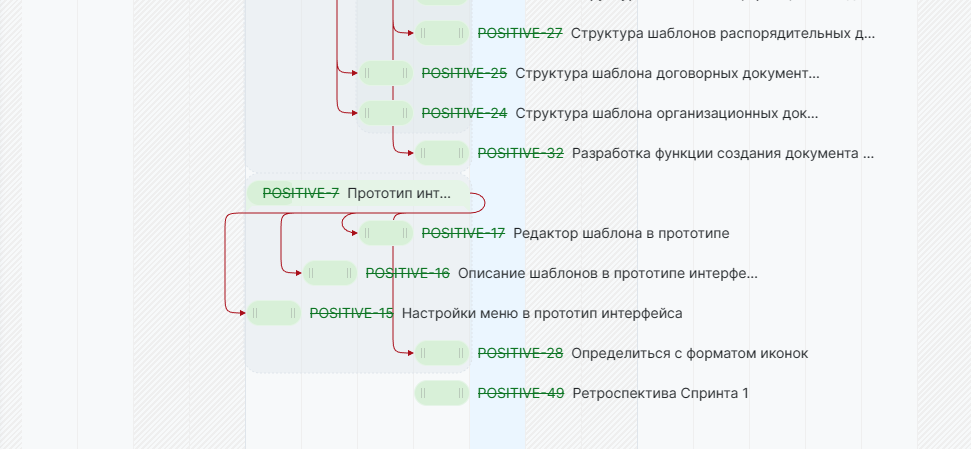 POSITIVE-27 Структура шаблонов распорядительных д...
POSITIVE-25 Структура шаблона договорных документ...
POSITIVE-24 Структура шаблона организационных док...
POSITIVE-32 Разработка функции создания документа ...
POSITIVE-7 Прототип инт...
POSITIVE-17 Редактор шаблона в прототипе
POSITIVE-16 Описание шаблонов в прототипе интерфе...
POSITIVE-15 Настройки меню в прототип интерфейса
POSITIVE-28 Определиться с форматом иконок
POSITIVE-49 Ретроспектива Спринта 1